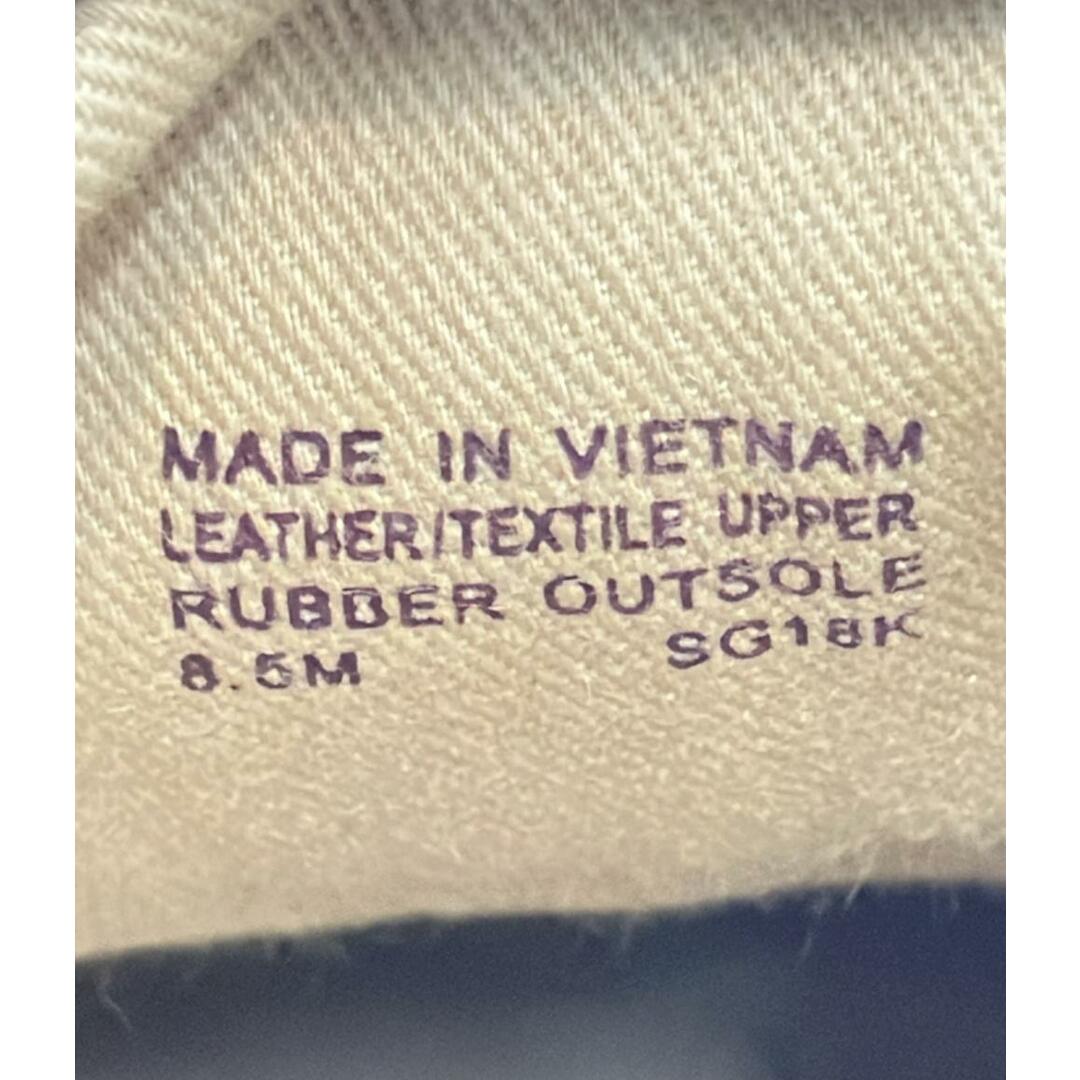 MADE IN VIETNAM
LEATHER/TEXTILE UPPER
RUBBER OUTSOLE
8.5M SG18K